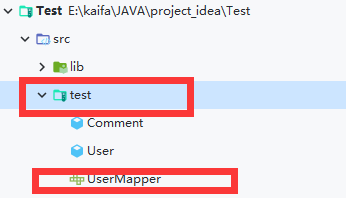 Test E:\kaifa\JAVA\project_idea\Test
src
lib
test
Comment
User
UserMapper